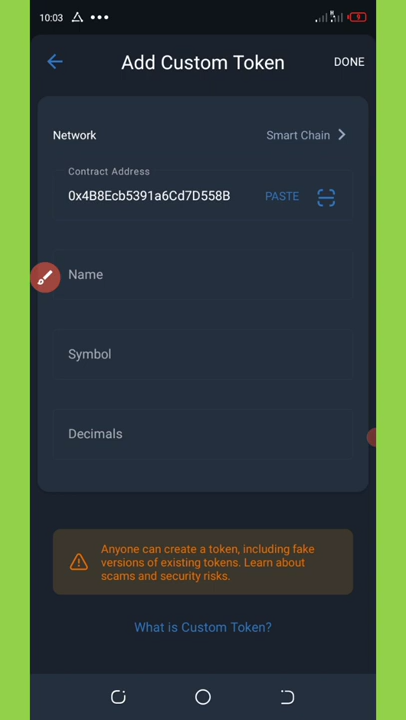 10:03
9
Add Custom Token
DONE
Network
Smart Chain
Contract Address
0x4B8Ecb5391a6Cd7D558B
PASTE
Name
Symbol
Decimals
Anyone can create a token, including fake
versions of existing tokens. Learn about
scams and security risks.
What is Custom Token?